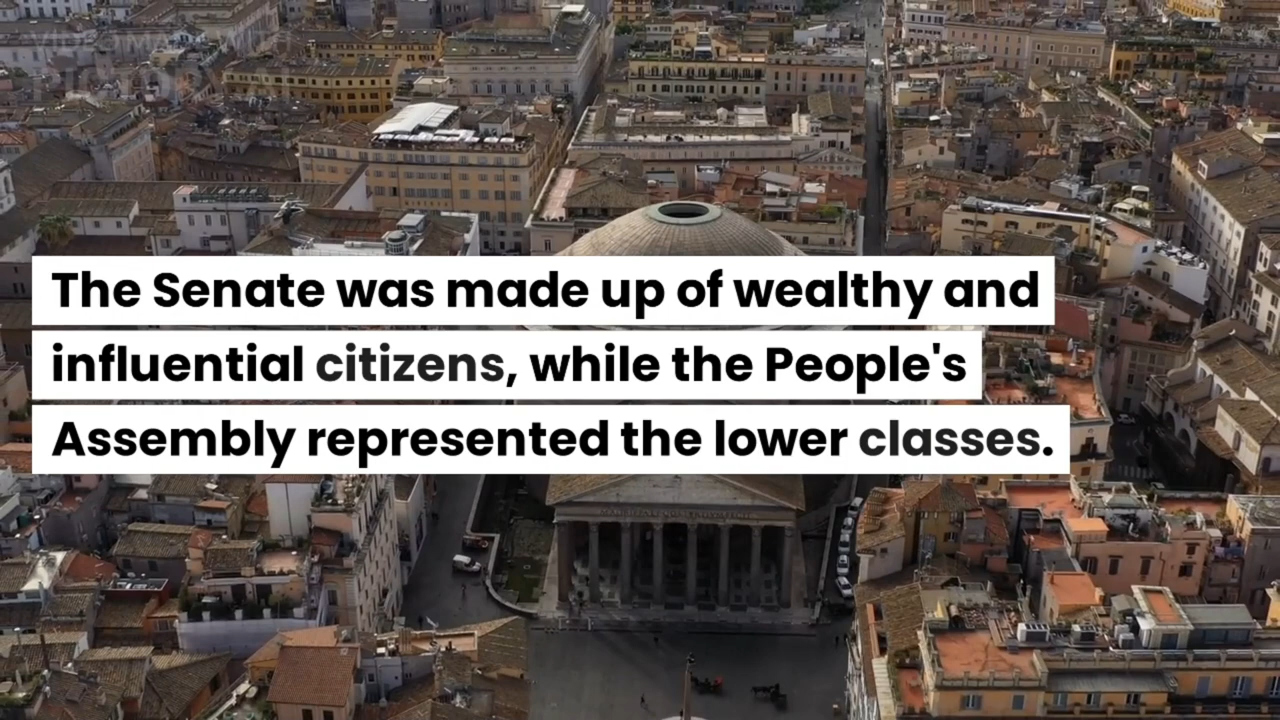 The Senate was made up of wealthy and
influential citizens, while the People's
Assembly represented the lower classes.